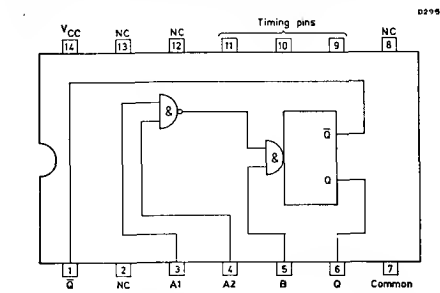 D295
Timing pins
VCC NC NC NC
14 13 12 11 10 9 8
&
&
Q̅
Q
1 2 3 4 5 6 7
Q̅ NC A1 A2 B Q Common